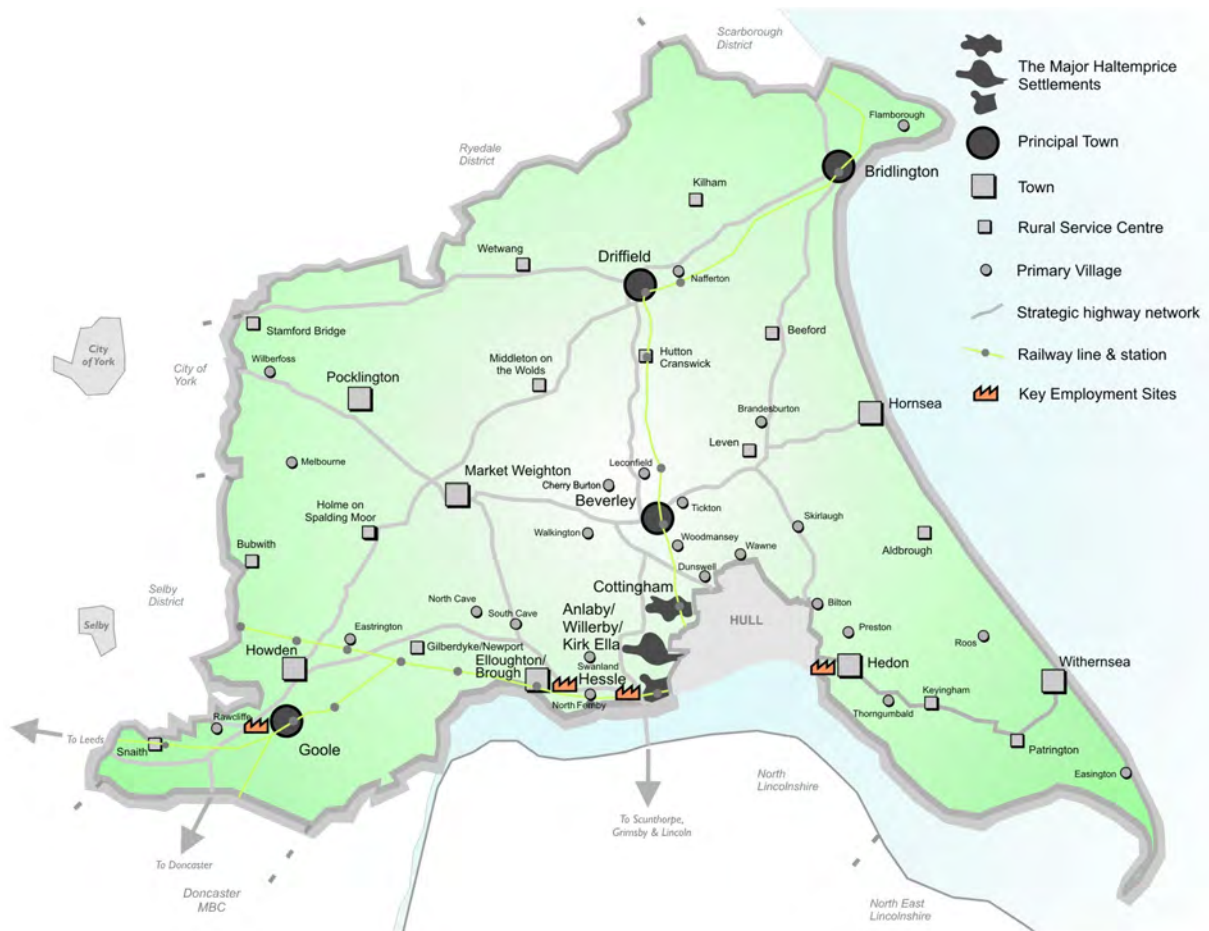 Scarborough
District
The Major Haltemprice
Settlements
Flamborough
Principal Town
Ryedale
District
Bridlington
Kilham
Town
Rural Service Centre
Wetwang
Driffield
Nafferton
Primary Village
Strategic highway network
Stamford Bridge
Beeford
City
of York
Wilberfoss
City of
York
Middleton on
the Wolds
Hutton
Cranswick
Railway line & station
Pocklington
Key Employment Sites
Hornsea
Brandesburton
Leven
Melbourne
Market Weighton
Leconfield
Cherry Burton
Beverley
Tickton
Holme on
Spalding Moor
Skirlaugh
Walkington
Woodmansey
Wawne
Aldbrough
Bubwith
Dunswell
Selby
District
Cottingham
North Cave
South Cave
Anlaby/
Willerby/
Kirk Ella
HULL
Bilton
Selby
Eastrington
Preston
Roos
Gilberdyke/Newport
Howden
Elloughton/
Brough
Swanland
Hessle
Hedon
Withernsea
North Ferriby
Keyingham
Thorngumbald
Rawcliffe
To Leeds
Snaith
Goole
Patrington
Easington
North
Lincolnshire
To Scunthorpe,
Grimsby & Lincoln
To Doncaster
Doncaster
MBC
North East
Lincolnshire